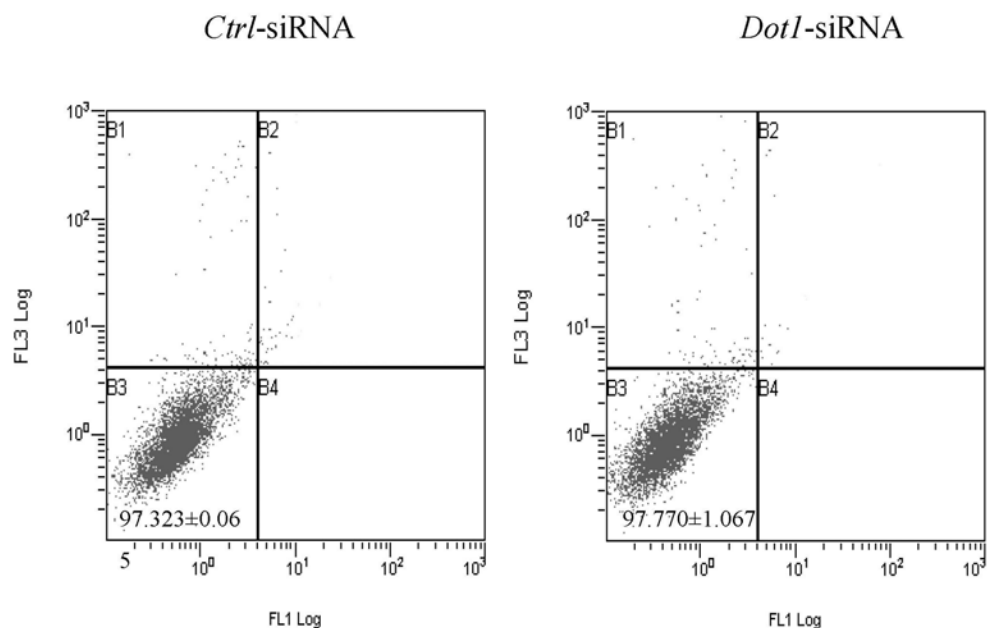 Ctrl-siRNA
Dot1-siRNA
10³
B1
B2
10²
FL3 Log
10¹
B3
B4
10⁰
97.323±0.06
5
10⁰
10¹
10²
10³
FL1 Log
10³
B1
B2
10²
FL3 Log
10¹
B3
B4
10⁰
97.770±1.067
10⁰
10¹
10²
10³
FL1 Log